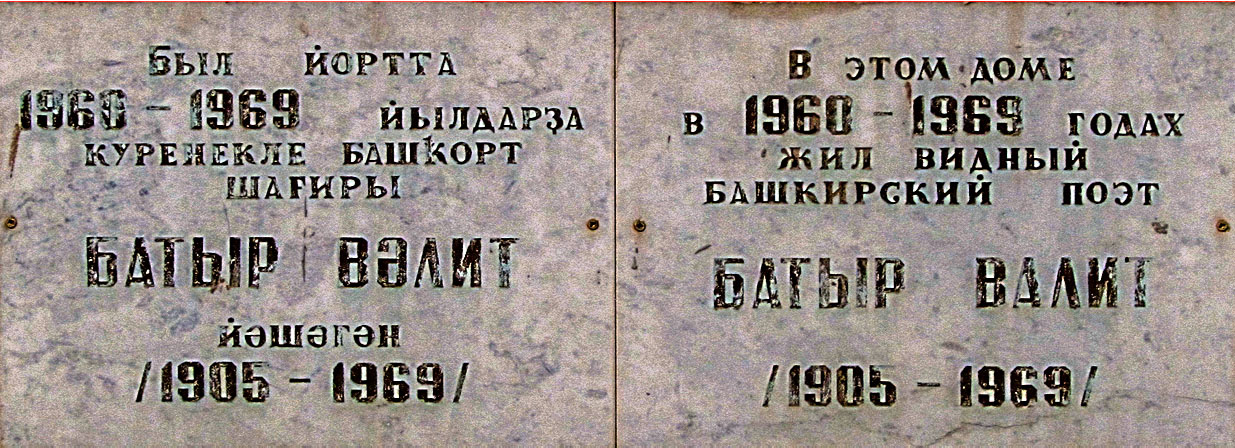 Был йортта
1960 – 1969 йылдарҙа
куренекле башҡорт
шағиры
БАТЫР ВӘЛИТ
йәшәгән
/1905 – 1969/
В этом доме
в 1960 – 1969 годах
жил видный
башкирский поэт
БАТЫР ВАЛИТ
/1905 – 1969/